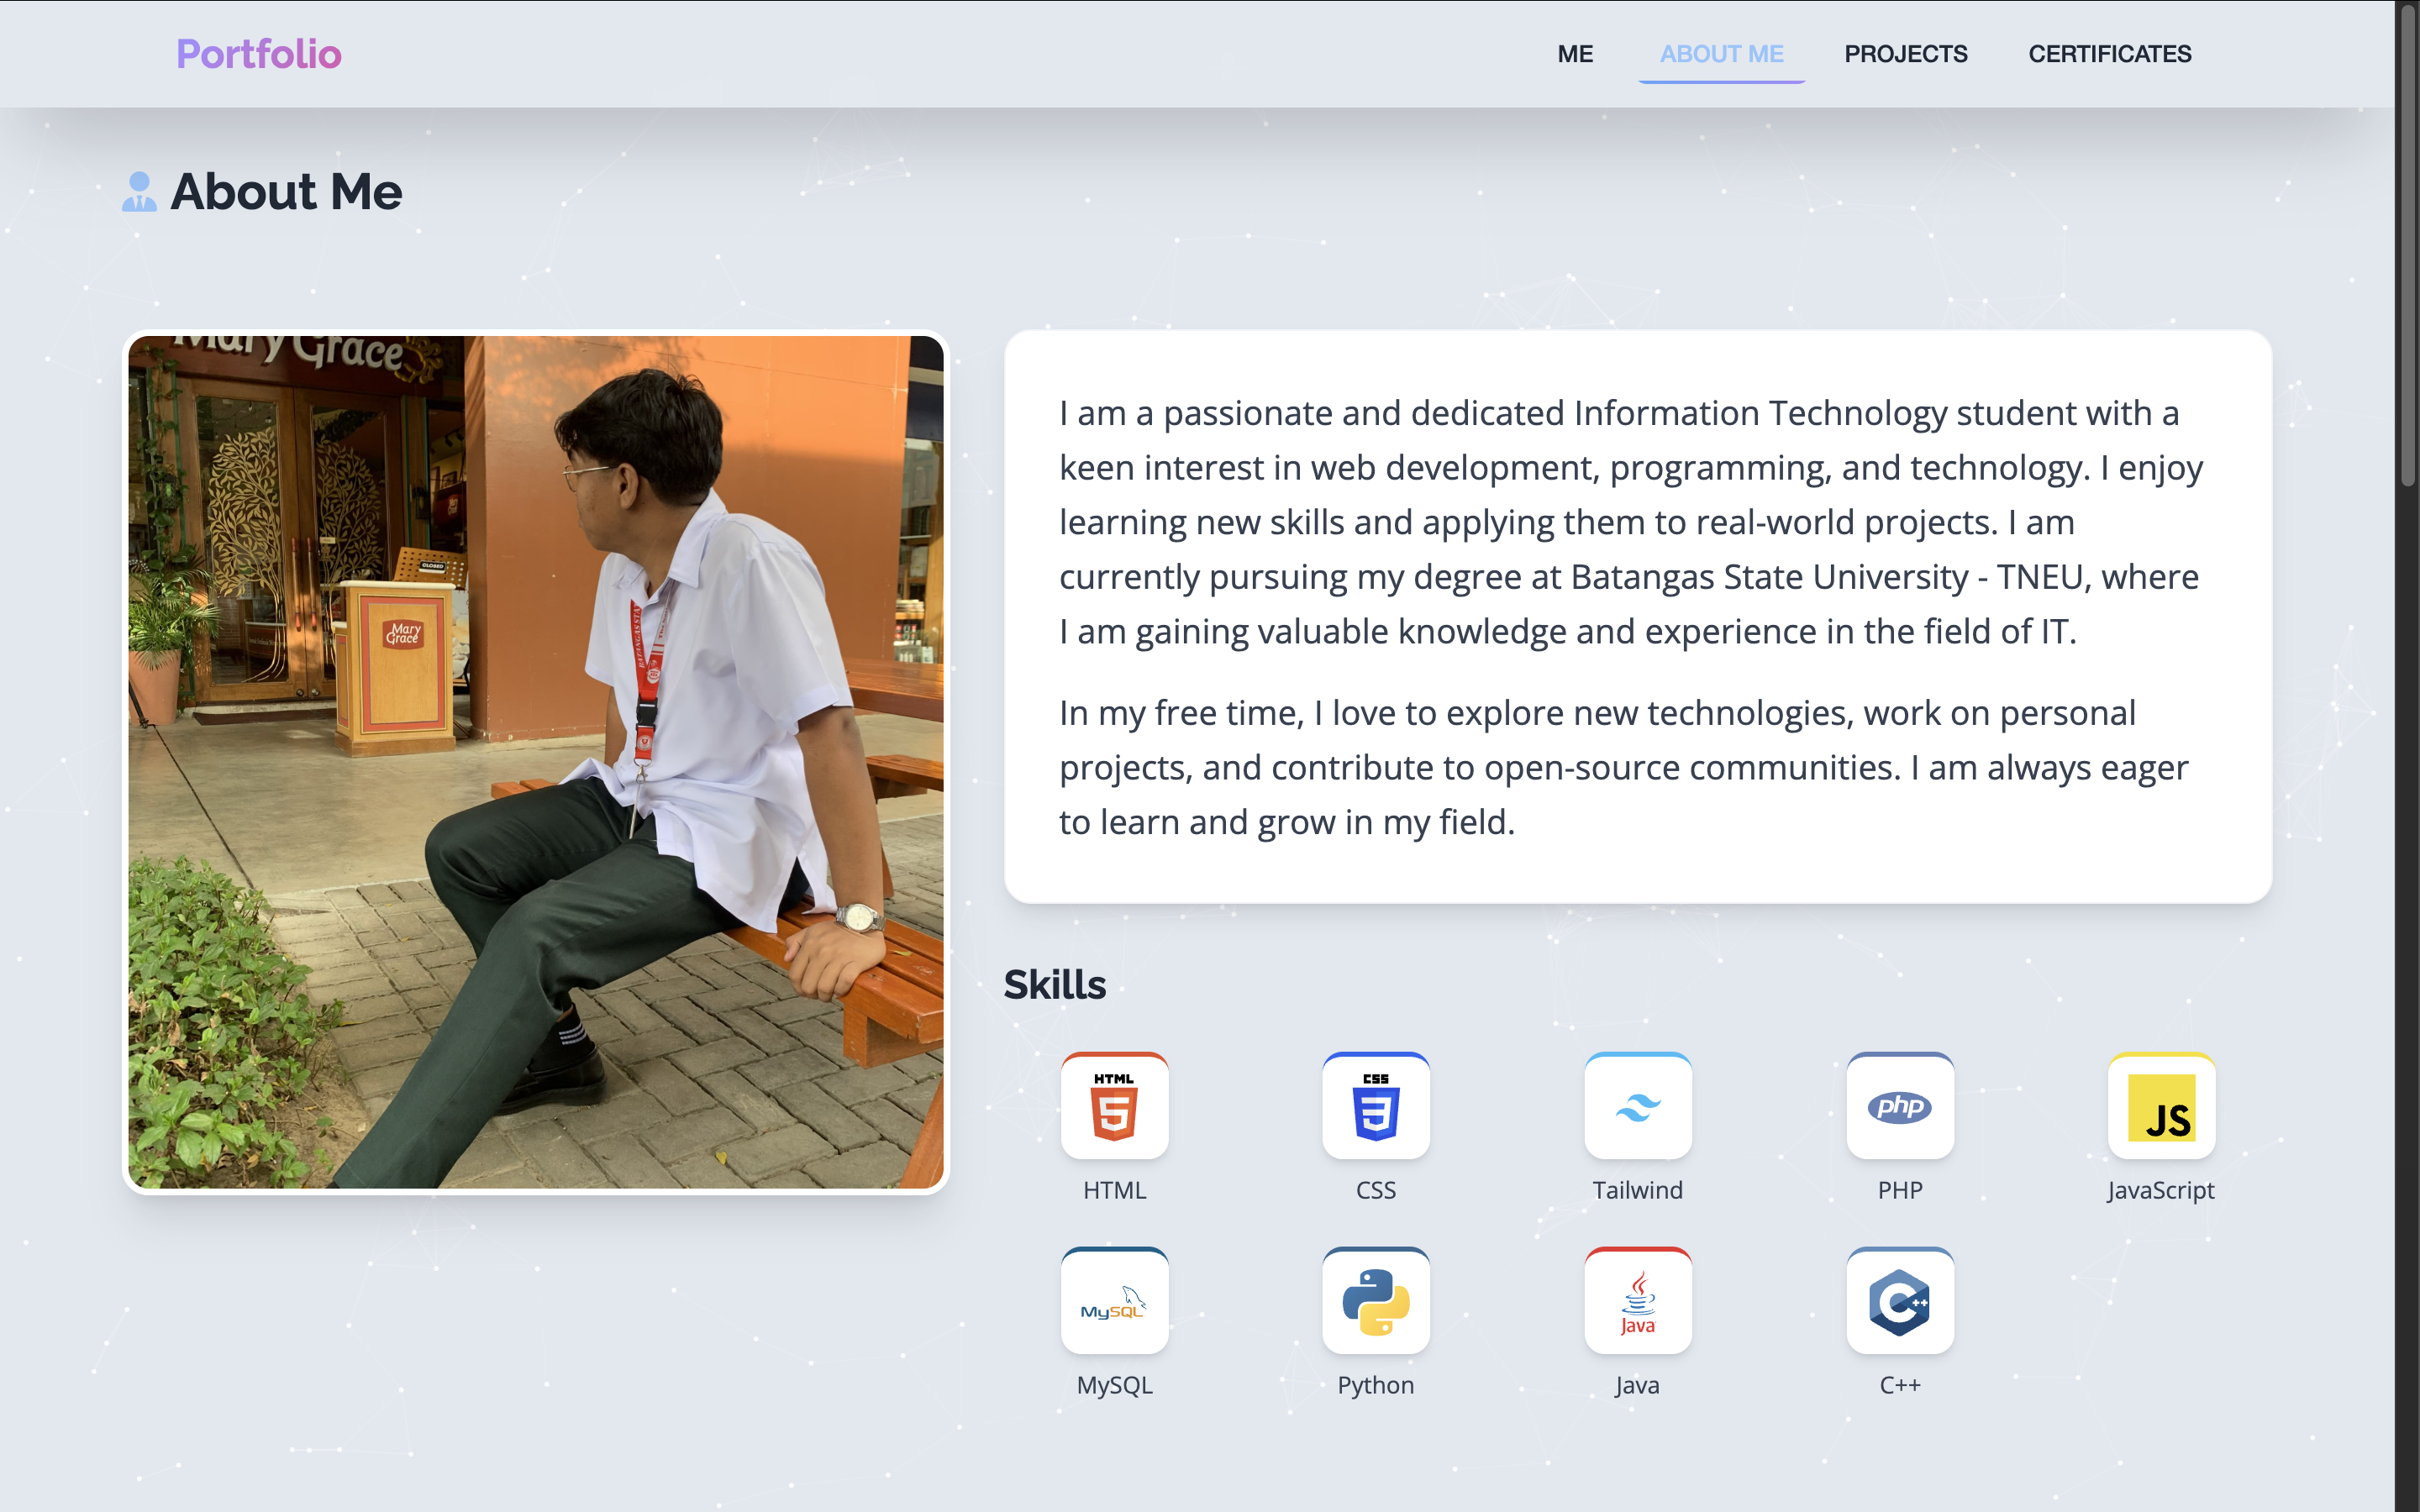 Portfolio
ME
ABOUT ME
PROJECTS
CERTIFICATES
About Me
Mary Grace
CLOSED
Mary
Grace
BATANGAS STA
I am a passionate and dedicated Information Technology student with a
keen interest in web development, programming, and technology. I enjoy
learning new skills and applying them to real-world projects. I am
currently pursuing my degree at Batangas State University - TNEU, where
I am gaining valuable knowledge and experience in the field of IT.
In my free time, I love to explore new technologies, work on personal
projects, and contribute to open-source communities. I am always eager
to learn and grow in my field.
Skills
HTML
5
CSS
3
php
JS
HTML
CSS
Tailwind
PHP
JavaScript
MySQL
Java
C++
MySQL
Python
Java
C++